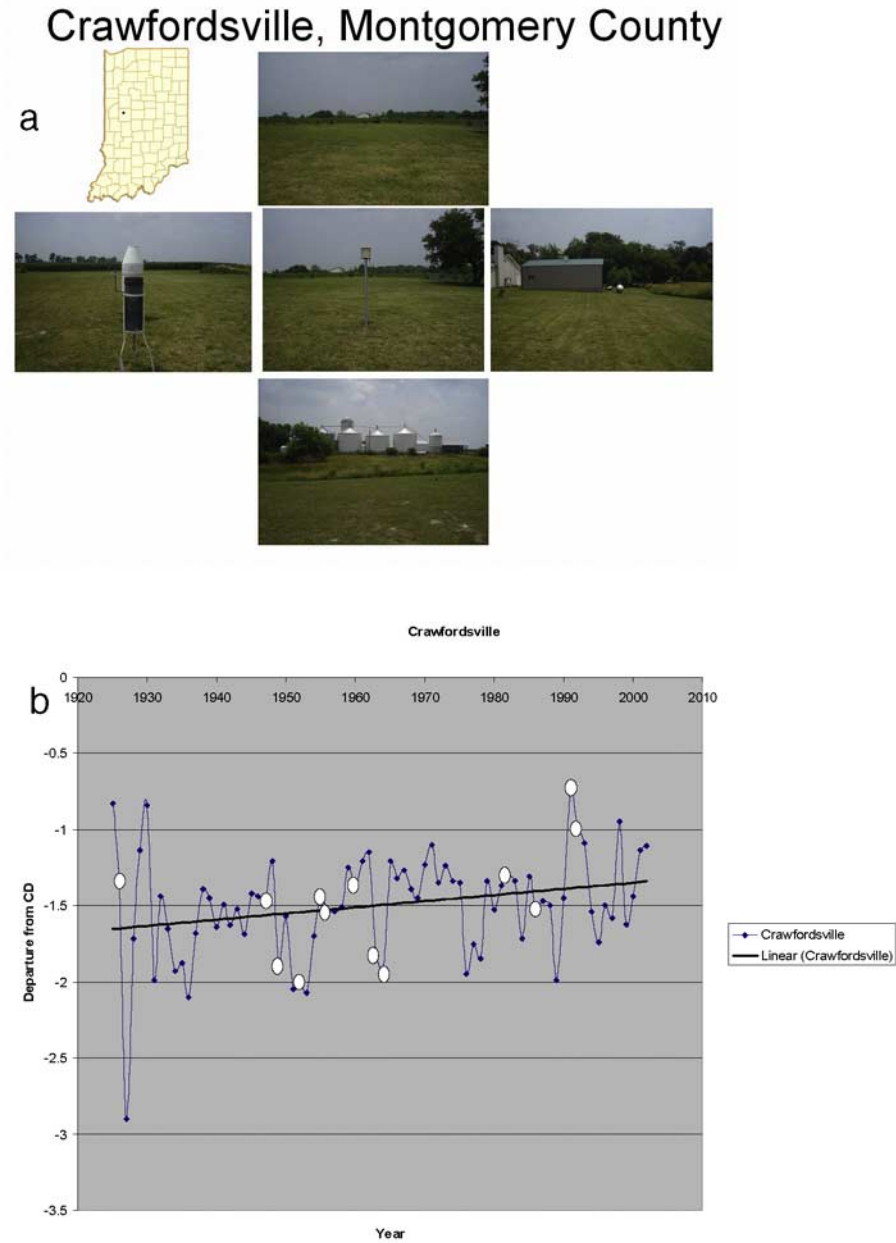 Crawfordsville, Montgomery County
a
Crawfordsville
b
0
1920 1930 1940 1950 1960 1970 1980 1990 2000 2010
-0.5
-1
-1.5
-2
-2.5
-3
-3.5
Departure from CD
Year
Crawfordsville
Linear (Crawfordsville)